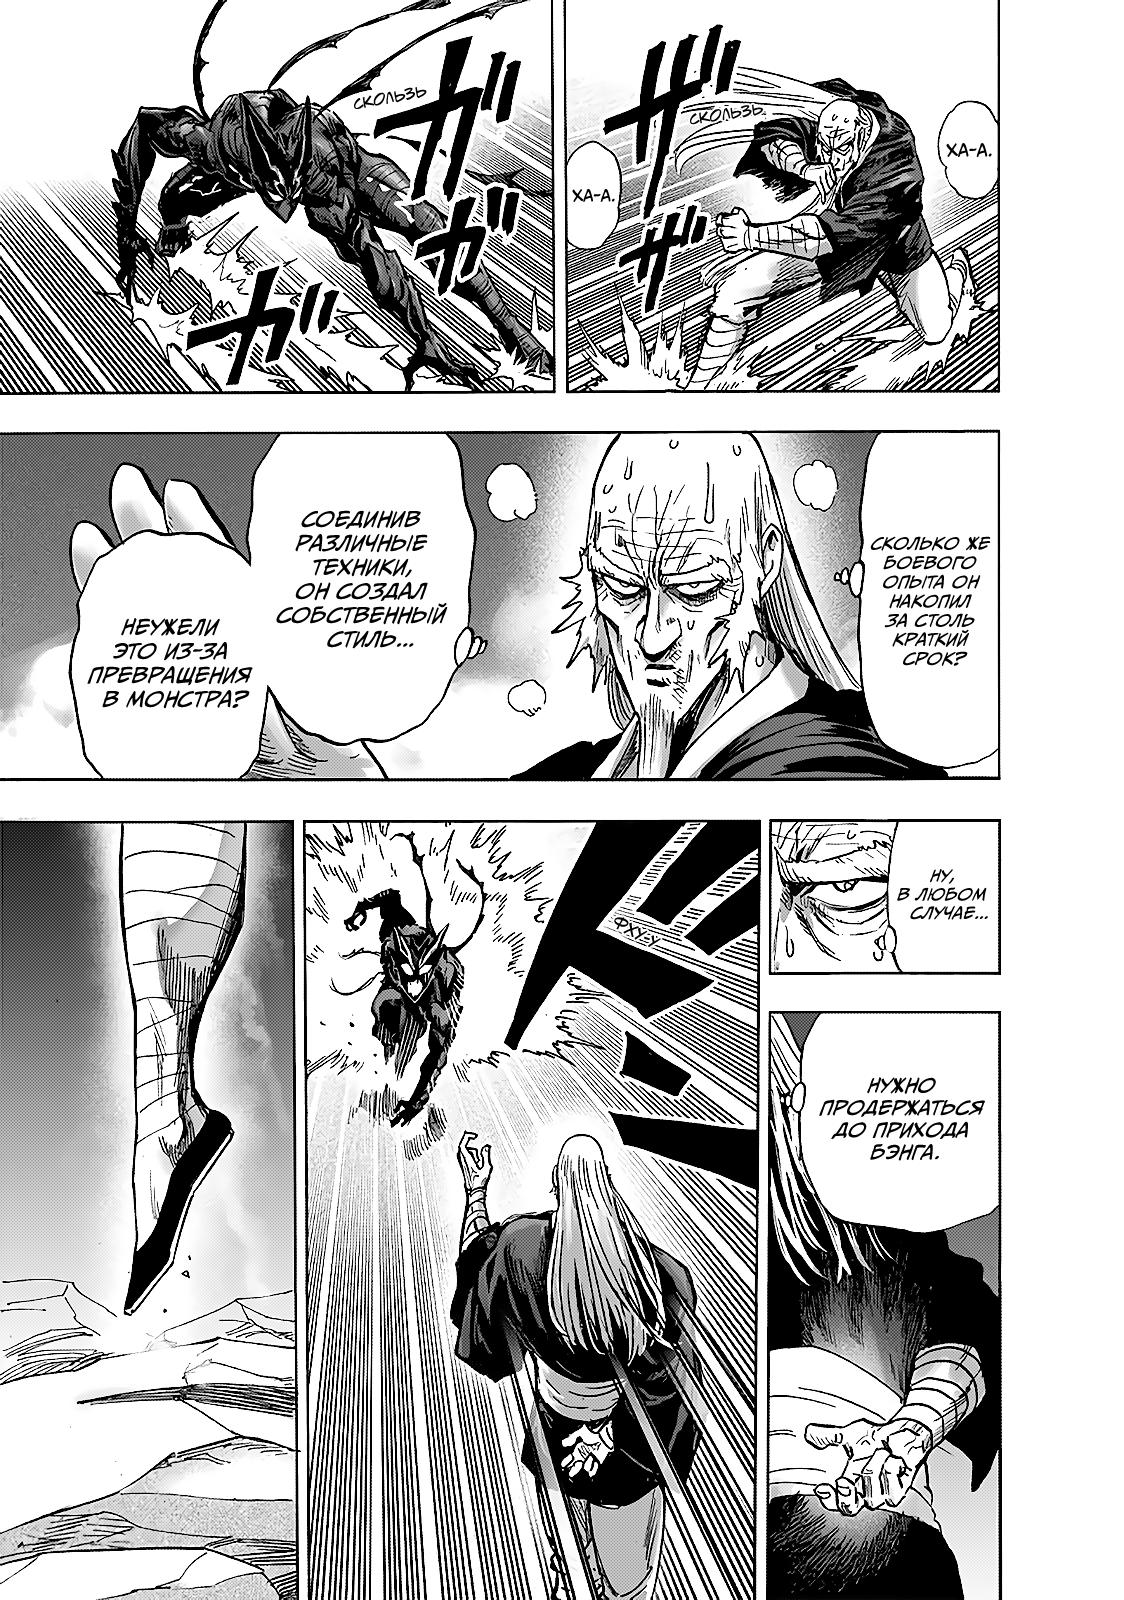 ХА-А.
ХА-А.
СКОЛЬЗЬ
ザザ
СКОЛЬЗЬ
ガガガ
СКОЛЬКО ЖЕ
БОЕВОГО
ОПЫТА ОН
НАКОПИЛ
ЗА СТОЛЬ
КРАТКИЙ
СРОК?
СОЕДИНИВ
РАЗЛИЧНЫЕ
ТЕХНИКИ,
ОН СОЗДАЛ
СОБСТВЕННЫЙ
СТИЛЬ...
НЕУЖЕЛИ
ЭТО ИЗ-ЗА
ПРЕВРАЩЕНИЯ
В МОНСТРА?
НУ,
В ЛЮБОМ
СЛУЧАЕ...
НУЖНО
ПРОДЕРЖАТЬСЯ
ДО ПРИХОДА
БЭНГА.
ФХУ-У